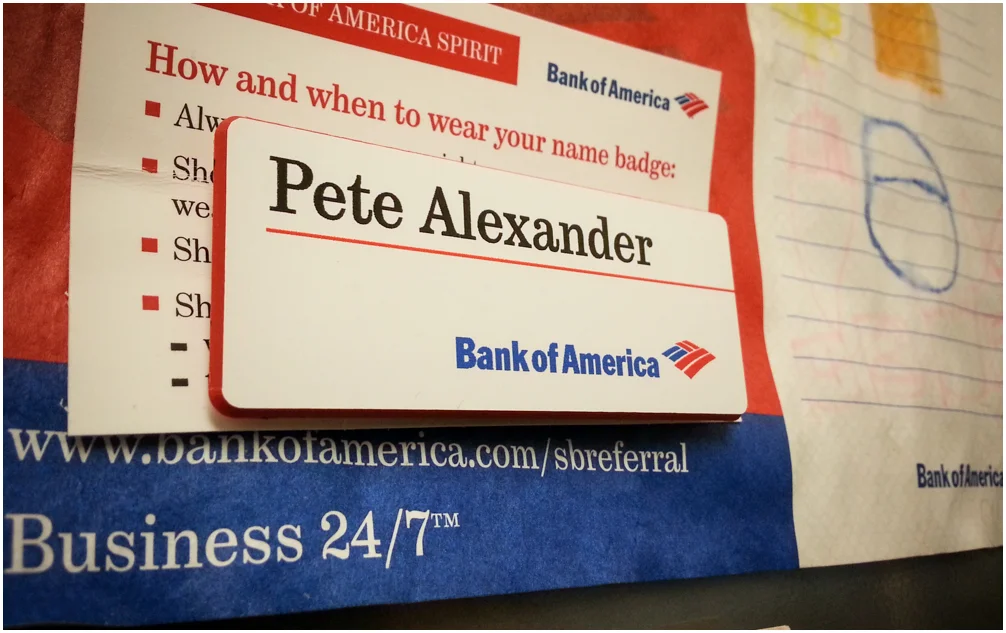 OF AMERICA SPIRIT
Bank of America
How and when to wear your name badge:
Pete Alexander
Bank of America
www.bankofamerica.com/sbreferral
Business 24/7™
Bank of America